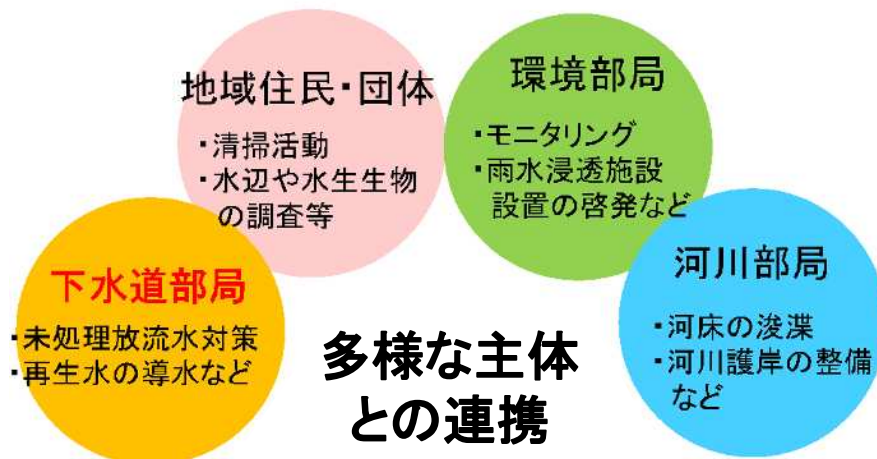 地域住民・団体
・清掃活動
・水辺や水生生物
の調査等
環境部局
・モニタリング
・雨水浸透施設
設置の啓発など
下水道部局
・未処理放流水対策
・再生水の導水など
河川部局
・河床の浚渫
・河川護岸の整備
など
多様な主体
との連携